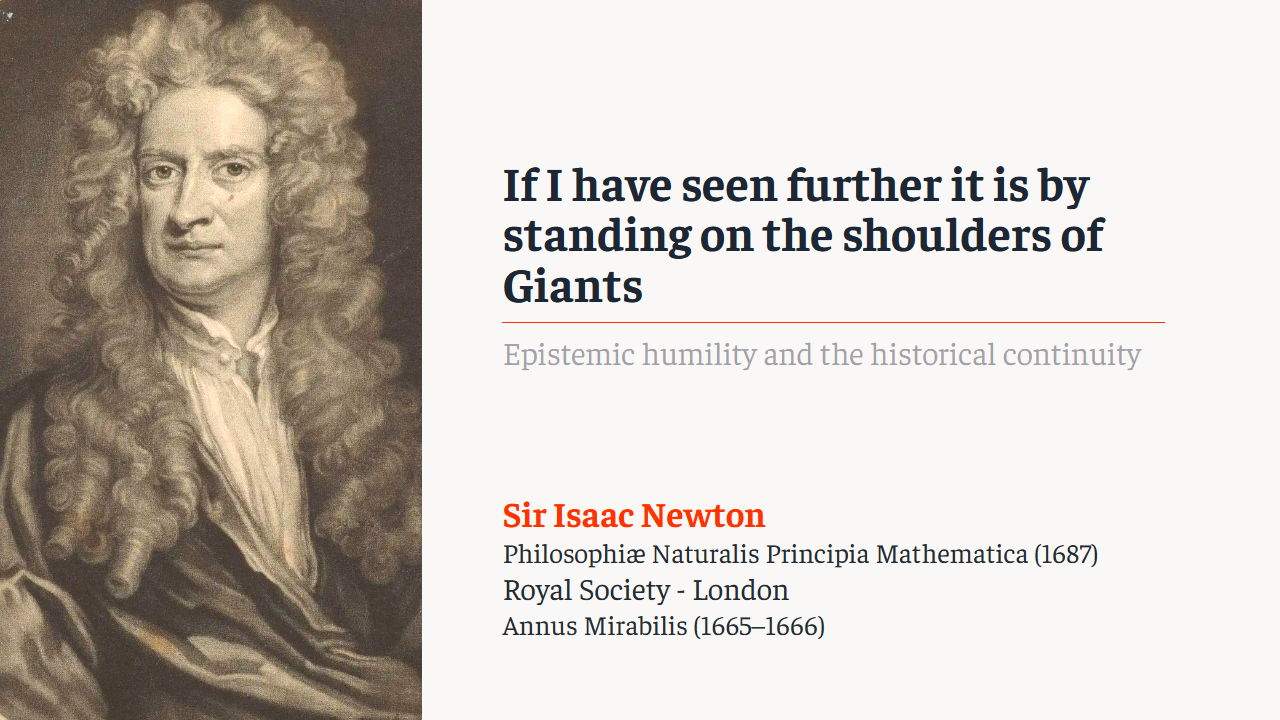 If I have seen further it is by
standing on the shoulders of
Giants
Epistemic humility and the historical continuity
Sir Isaac Newton
Philosophiæ Naturalis Principia Mathematica (1687)
Royal Society - London
Annus Mirabilis (1665–1666)